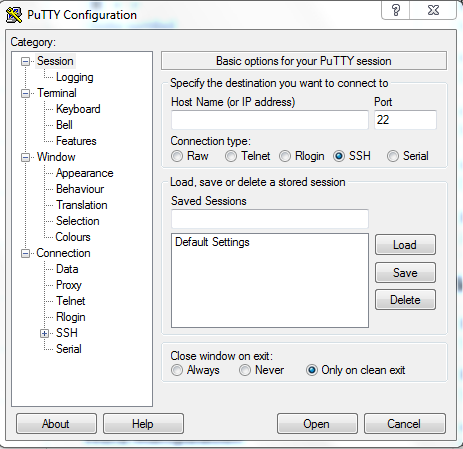 PuTTY Configuration
Category:
Session
Logging
Terminal
Keyboard
Bell
Features
Window
Appearance
Behaviour
Translation
Selection
Colours
Connection
Data
Proxy
Telnet
Rlogin
SSH
Serial
Basic options for your PuTTY session
Specify the destination you want to connect to
Host Name (or IP address) Port
22
Connection type:
Raw Telnet Rlogin SSH Serial
Load, save or delete a stored session
Saved Sessions
Default Settings
Load
Save
Delete
Close window on exit:
Always Never Only on clean exit
About Help Open Cancel